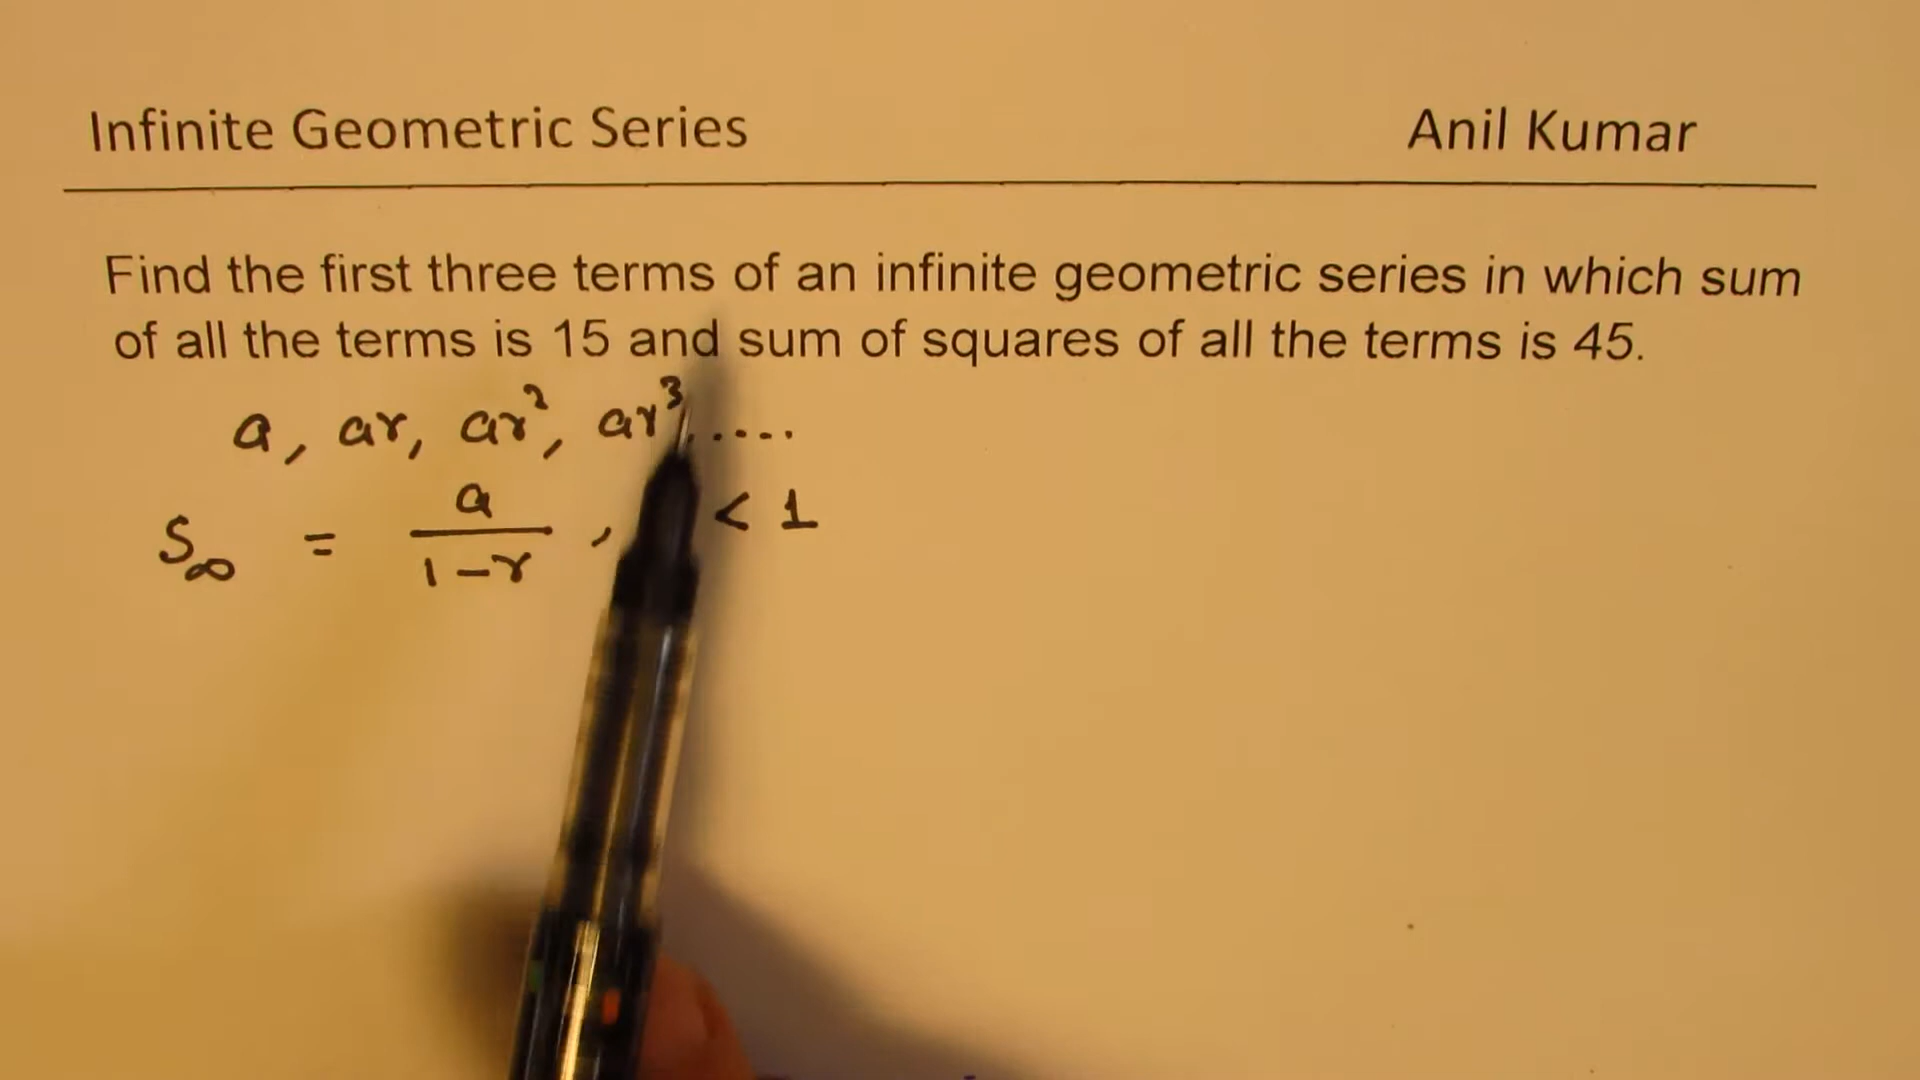 Infinite Geometric Series Anil Kumar
Find the first three terms of an infinite geometric series in which sum
of all the terms is 15 and sum of squares of all the terms is 45.
a, ar, ar², ar³, ....
S∞ = a/(1-r), < 1